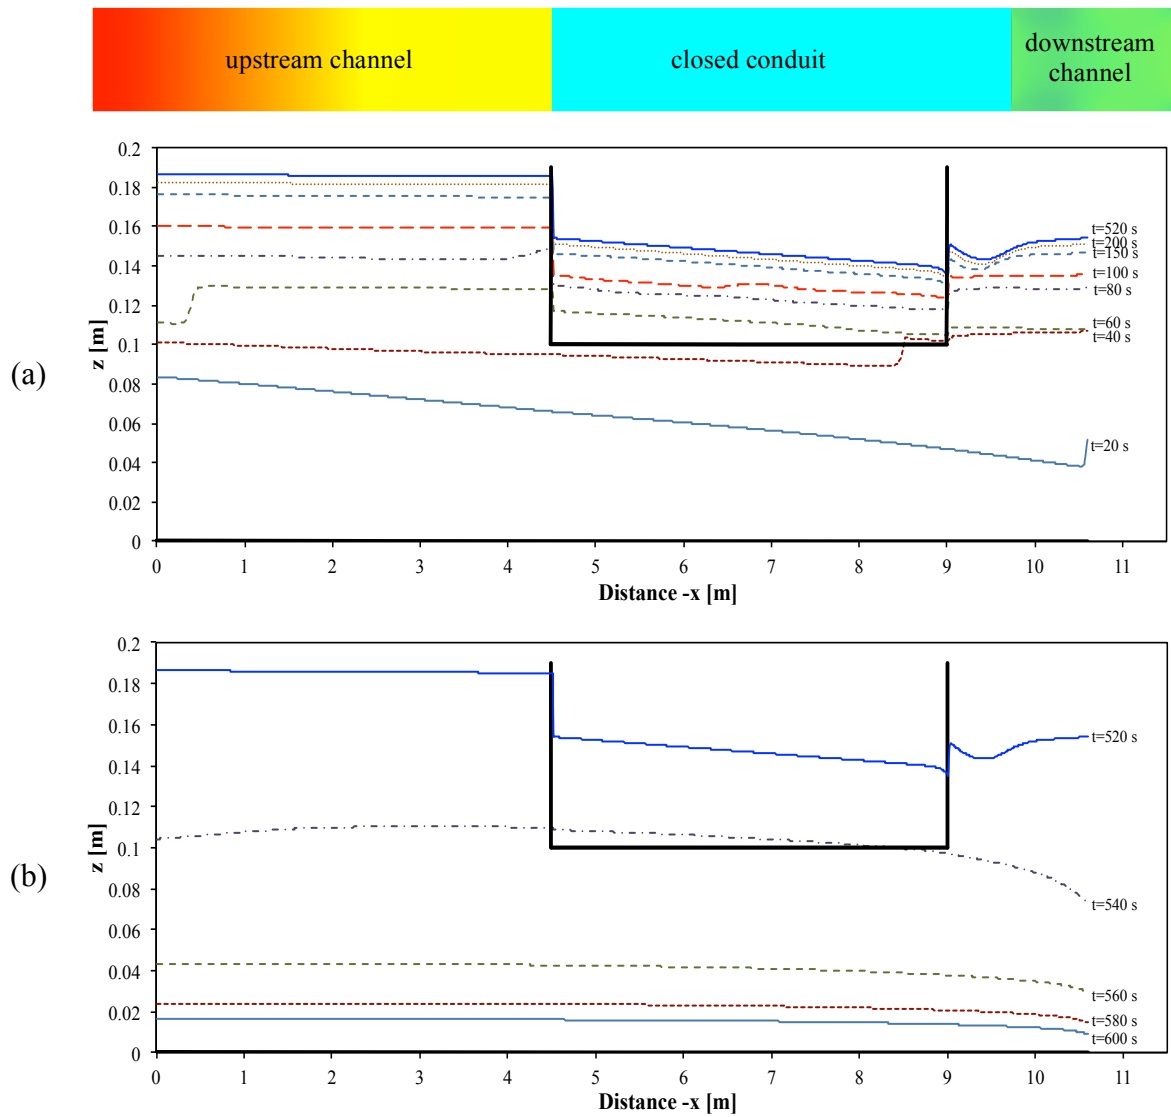 upstream channel
closed conduit
downstream
channel
(a)
z [m]
0.2
0.18
0.16
0.14
0.12
0.1
0.08
0.06
0.04
0.02
0
t=520 s
t=200 s
t=150 s
t=100 s
t=80 s
t=60 s
t=40 s
t=20 s
0 1 2 3 4 5 6 7 8 9 10 11
Distance -x [m]
(b)
z [m]
0.2
0.18
0.16
0.14
0.12
0.1
0.08
0.06
0.04
0.02
0
t=520 s
t=540 s
t=560 s
t=580 s
t=600 s
0 1 2 3 4 5 6 7 8 9 10 11
Distance -x [m]